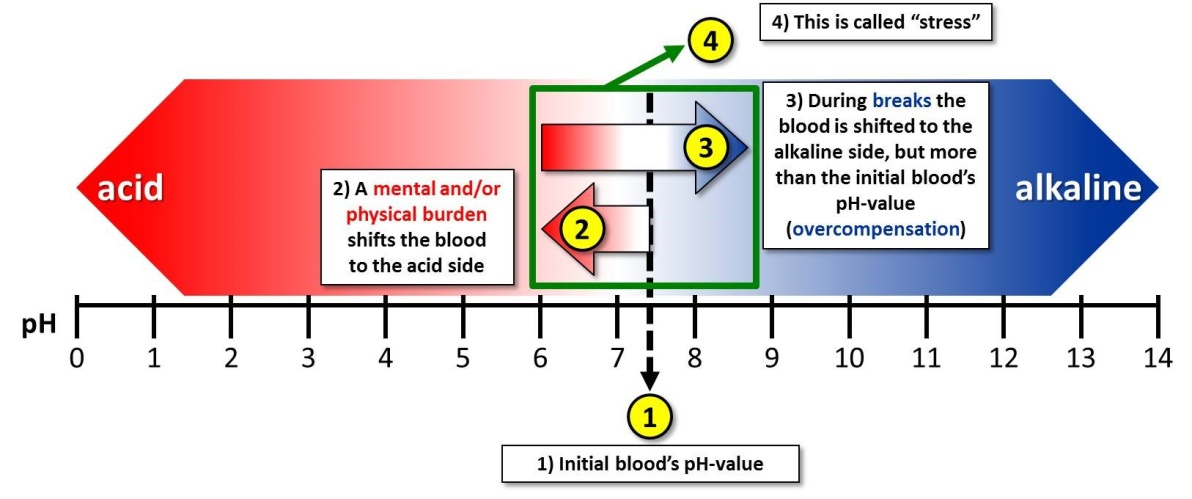 4
4) This is called “stress”
3) During breaks the
blood is shifted to the
alkaline side, but more
than the initial blood’s
pH-value
(overcompensation)
3
acid
2) A mental and/or
physical burden
shifts the blood
to the acid side
2
alkaline
pH
0 1 2 3 4 5 6 7 8 9 10 11 12 13 14
1
1) Initial blood’s pH-value